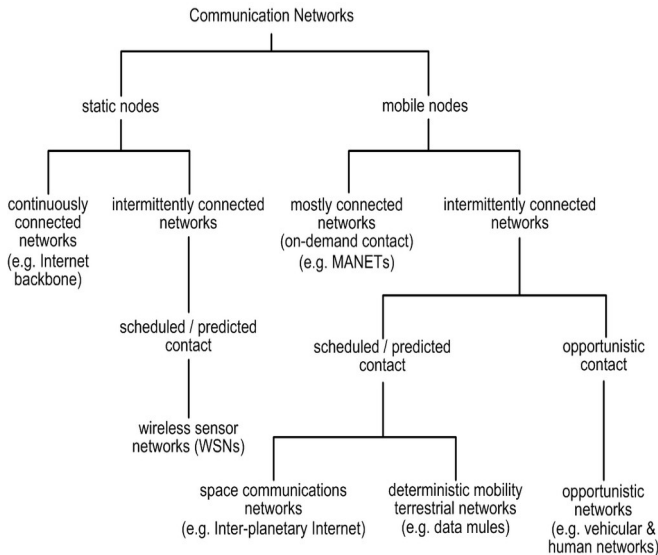 Communication Networks
static nodes
mobile nodes
continuously
connected
networks
(e.g. Internet
backbone)
intermittently connected
networks
mostly connected
networks
(on-demand contact)
(e.g. MANETs)
intermittently connected
networks
scheduled / predicted
contact
wireless sensor
networks (WSNs)
scheduled / predicted
contact
opportunistic
contact
space communications
networks
(e.g. Inter-planetary Internet)
deterministic mobility
terrestrial networks
(e.g. data mules)
opportunistic
networks
(e.g. vehicular &
human networks)